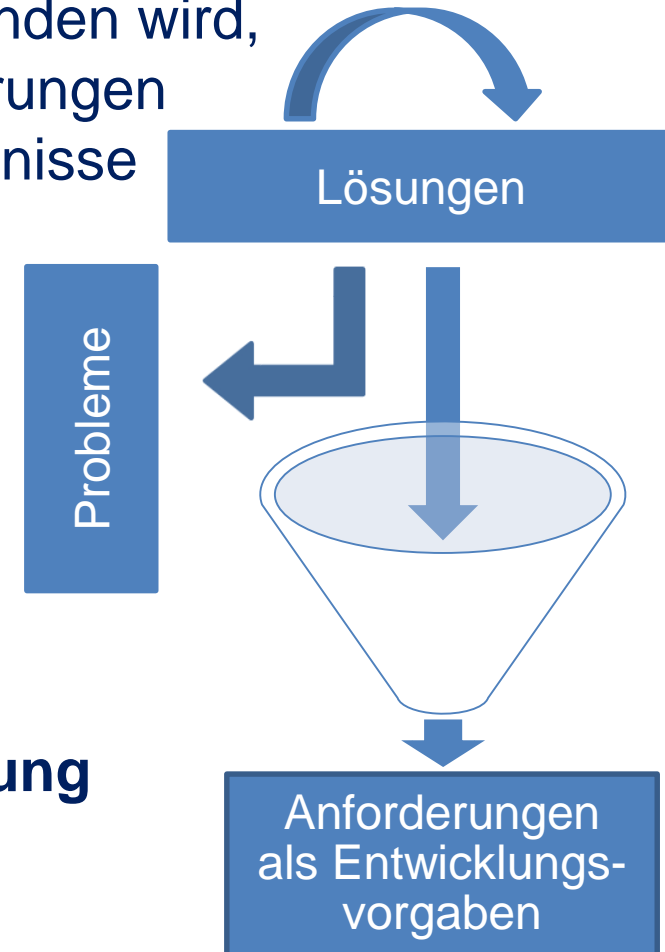 nden wird,
rungen
nisse
Lösungen
Probleme
ung
Anforderungen
als Entwicklungs-
vorgaben